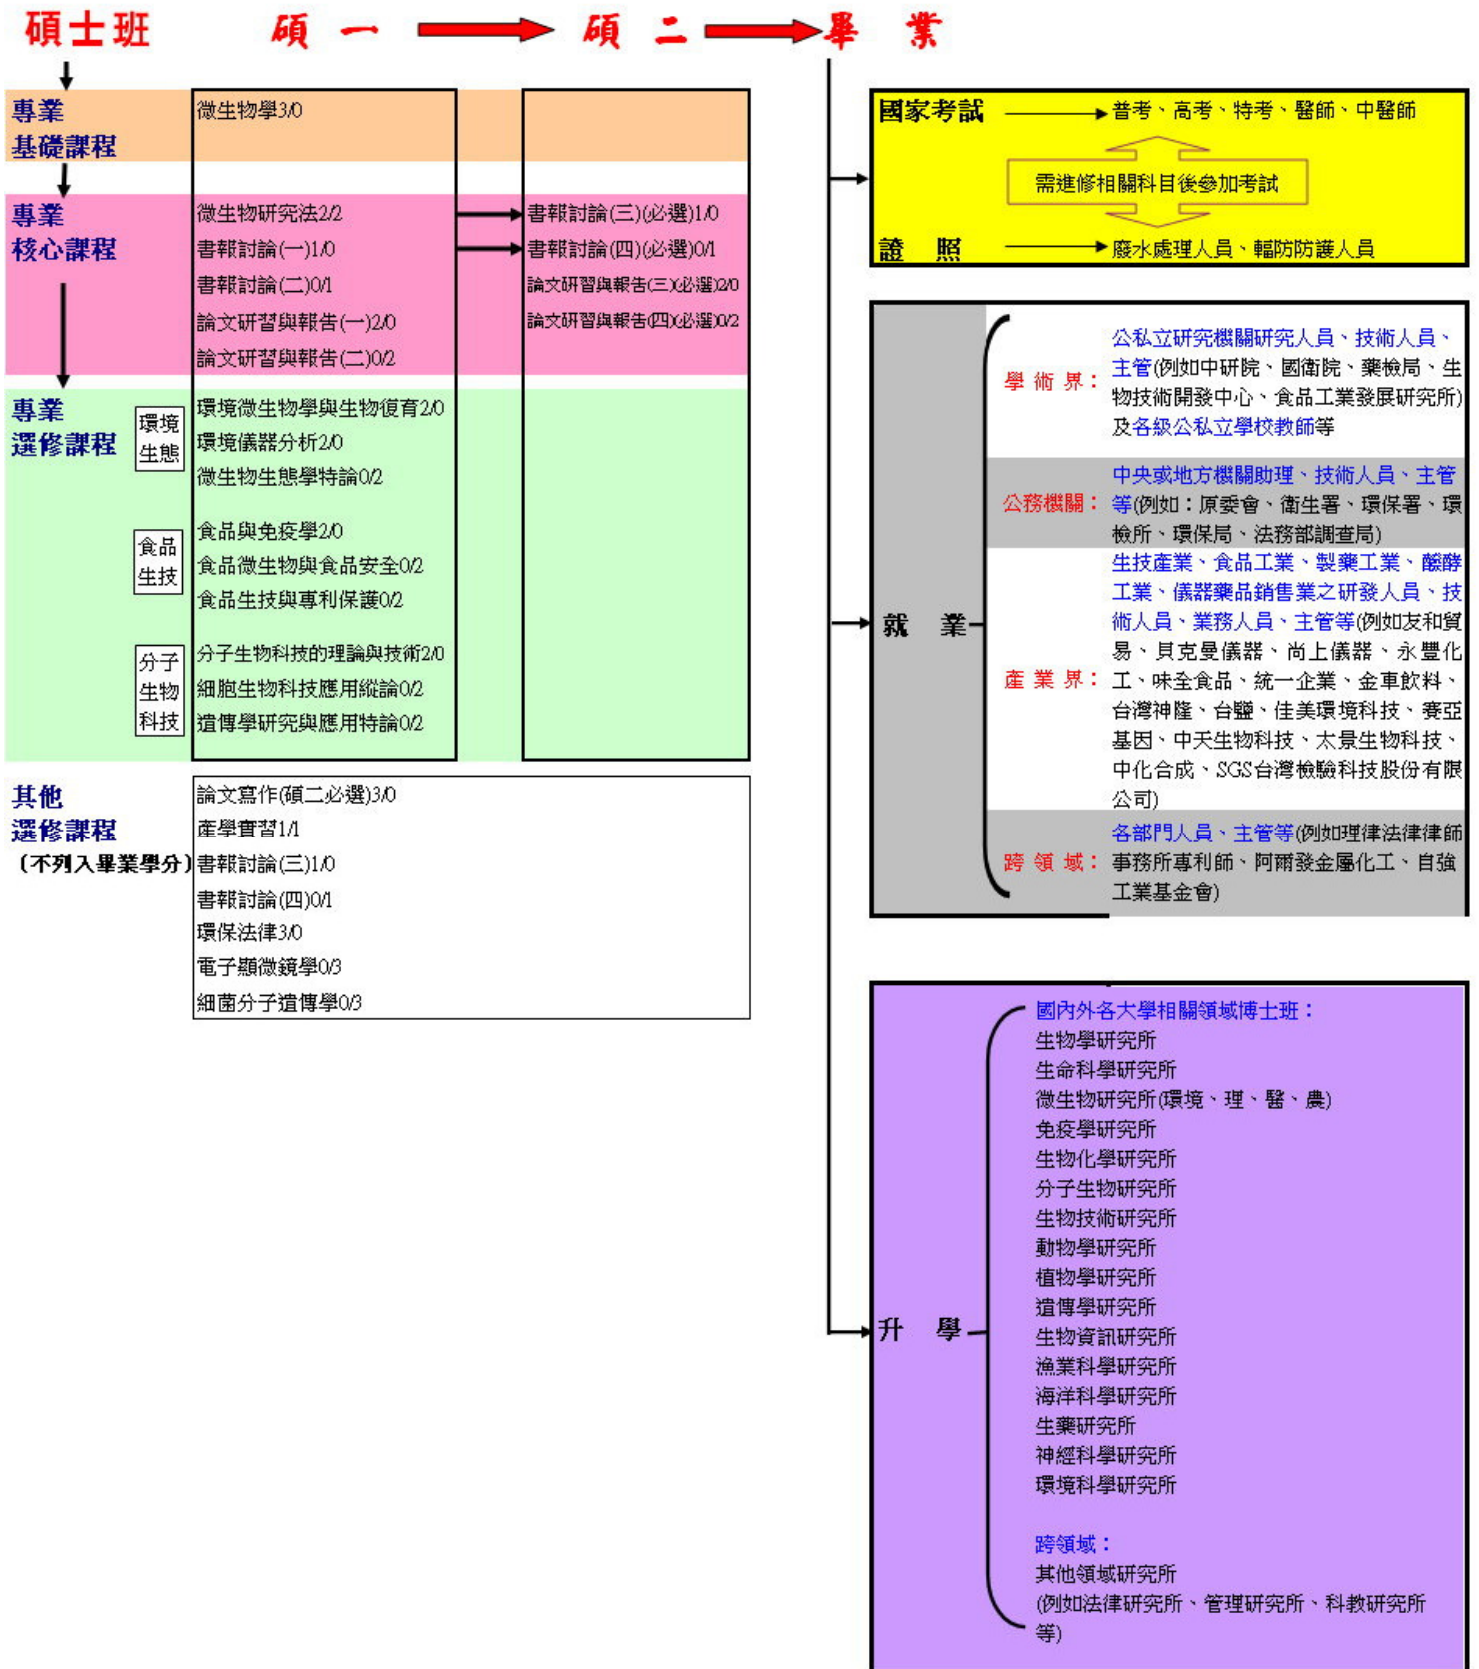 碩士班 碩一 碩二 畢業
專業
基礎課程
微生物學3/0
專業
核心課程
微生物研究法2/2
書報討論(一)1/0
書報討論(二)0/1
論文研習與報告(一)2/0
論文研習與報告(二)0/2
書報討論(三)(必選)1/0
書報討論(四)(必選)0/1
論文研習與報告(三)(必選)2/0
論文研習與報告(四)(必選)0/2
專業
選修課程
環境
生態
環境微生物學與生物復育2/0
環境儀器分析2/0
微生物生態學特論0/2
食品
生技
食品與免疫學2/0
食品微生物與食品安全0/2
食品生技與專利保護0/2
分子
生物
科技
分子生物科技的理論與技術2/0
細胞生物科技應用縱論0/2
遺傳學研究與應用特論0/2
其他
選修課程
(不列入畢業學分)
論文寫作(碩二必選)3/0
產學實習1/1
書報討論(三)1/0
書報討論(四)0/1
環保法律3/0
電子顯微鏡學0/3
細菌分子遺傳學0/3
國家考試 普考、高考、特考、醫師、中醫師
需進修相關科目後參加考試
證照 廢水處理人員、輻防防護人員
就業
學術界：
公私立研究機關研究人員、技術人員、
主管(例如中研院、國衛院、藥檢局、生
物技術開發中心、食品工業發展研究所)
及各級公私立學校教師等
公務機關：
中央或地方機關助理、技術人員、主管
等(例如：原委會、衛生署、環保署、環
檢所、環保局、法務部調查局)
產業界：
生技產業、食品工業、製藥工業、醱酵
工業、儀器藥品銷售業之研發人員、技
術人員、業務人員、主管等(例如友和貿
易、貝克曼儀器、尚上儀器、永豐化
工、味全食品、統一企業、金車飲料、
台灣神隆、台鹽、佳美環境科技、賽亞
基因、中天生物科技、太景生物科技、
中化合成、SGS台灣檢驗科技股份有限
公司)
跨領域：
各部門人員、主管等(例如理律法律律師
事務所專利師、阿爾發金屬化工、自強
工業基金會)
升學
國內外各大學相關領域博士班：
生物學研究所
生命科學研究所
微生物研究所(環境、理、醫、農)
免疫學研究所
生物化學研究所
分子生物研究所
生物技術研究所
動物學研究所
植物學研究所
遺傳學研究所
生物資訊研究所
漁業科學研究所
海洋科學研究所
生藥研究所
神經科學研究所
環境科學研究所
跨領域：
其他領域研究所
(例如法律研究所、管理研究所、科教研究所
等)